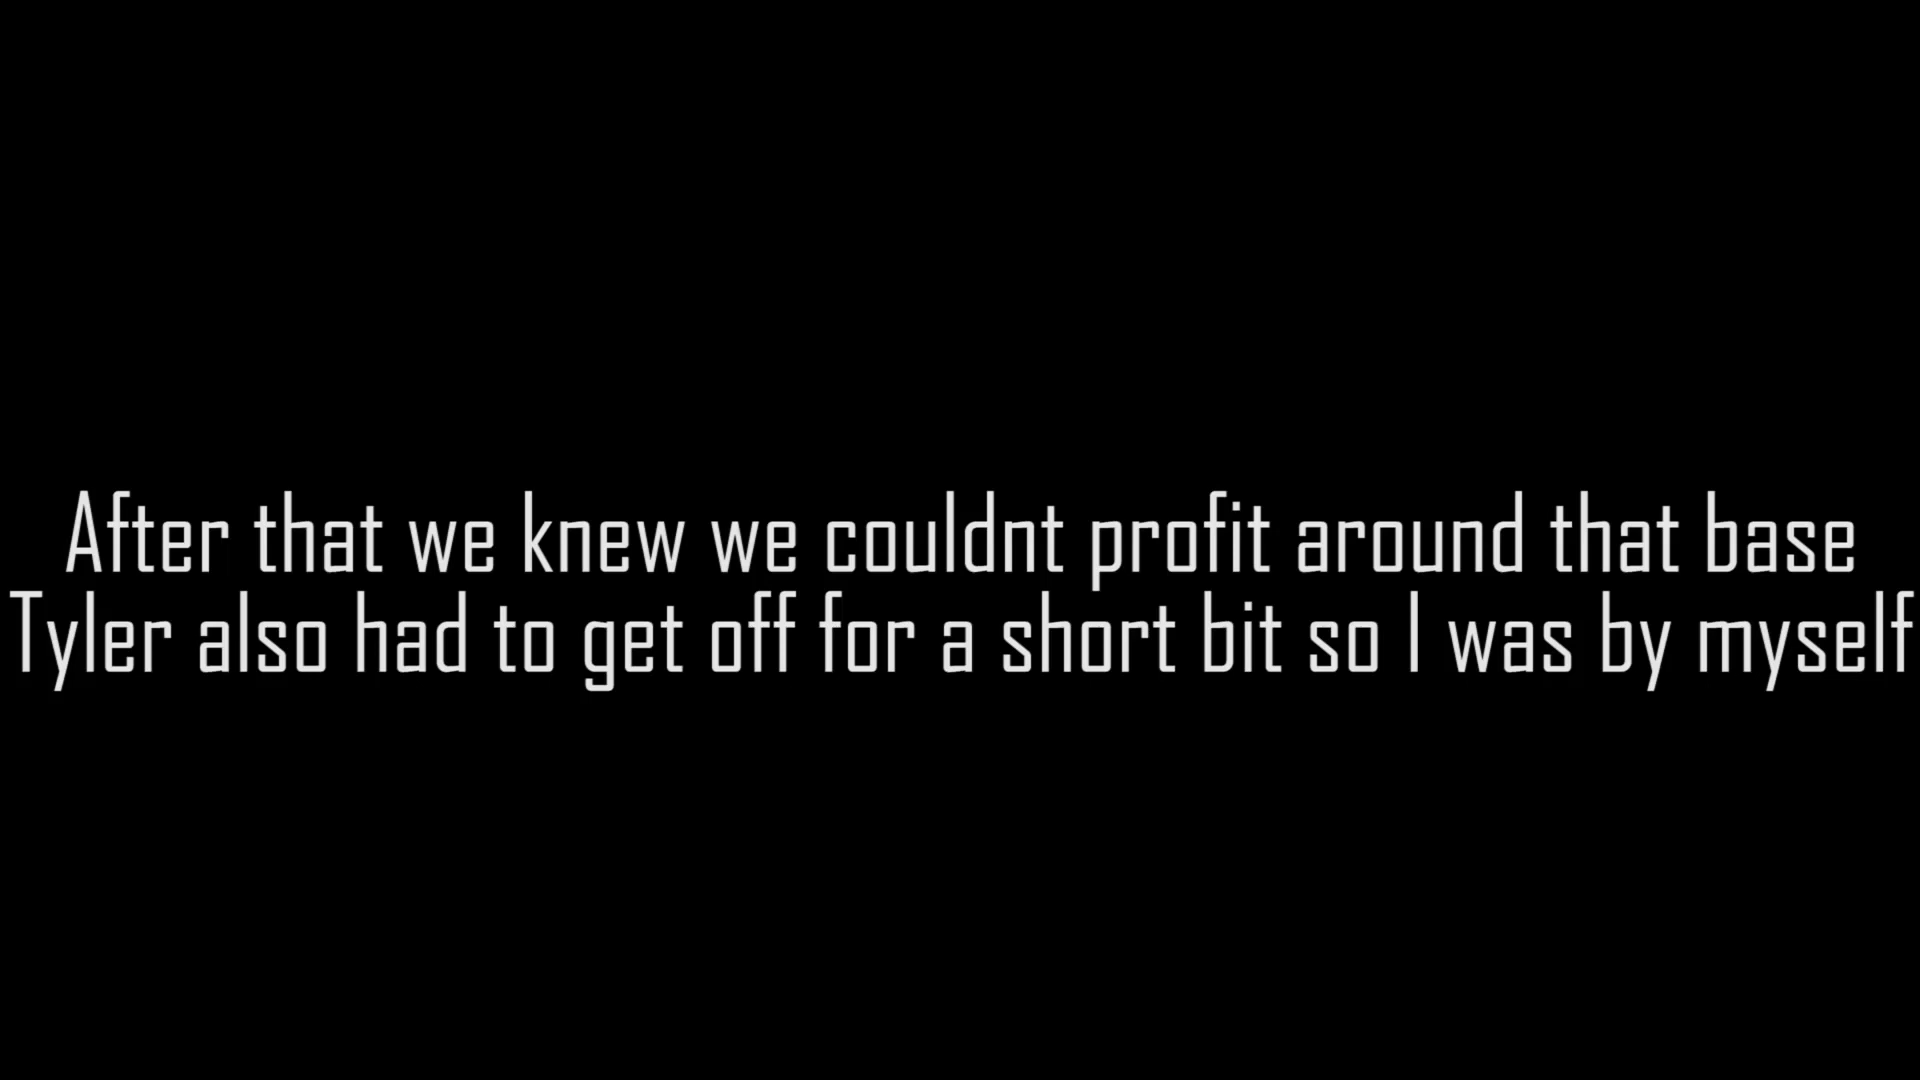 After that we knew we couldnt profit around that base
Tyler also had to get off for a short bit so I was by myself